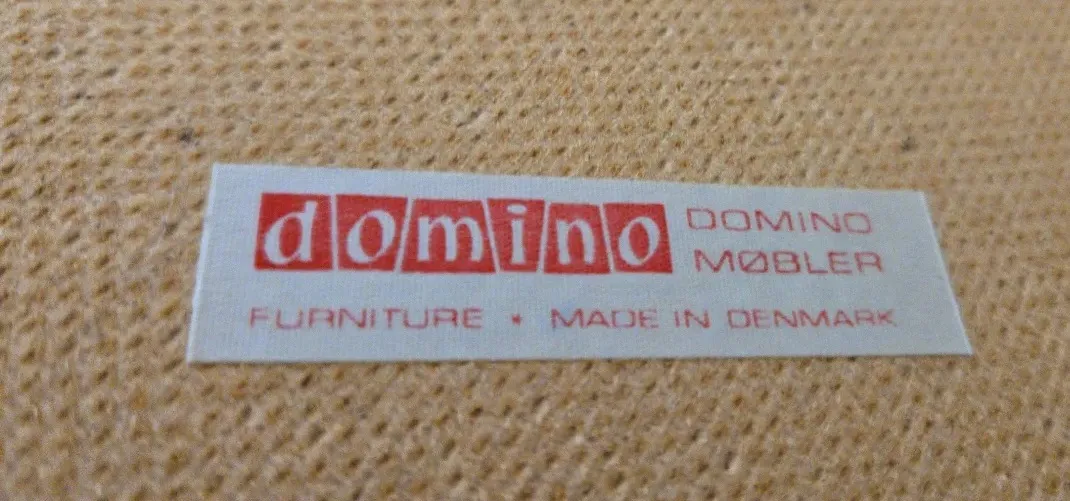 domino
DOMINO
MØBLER
FURNITURE * MADE IN DENMARK